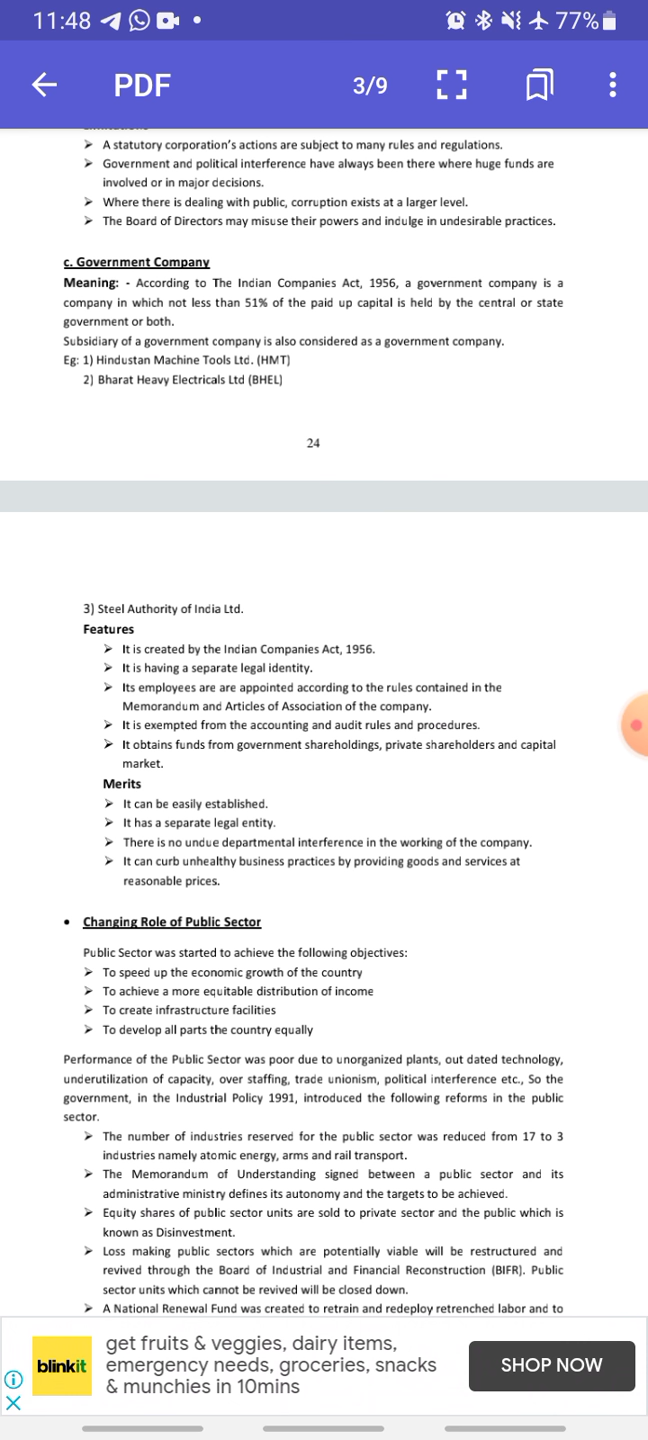 11:48 77%
PDF 3/9
➢ A statutory corporation's actions are subject to many rules and regulations.
➢ Government and political interference have always been there where huge funds are
involved or in major decisions.
➢ Where there is dealing with public, corruption exists at a larger level.
➢ The Board of Directors may misuse their powers and indulge in undesirable practices.
c. Government Company
Meaning: - According to The Indian Companies Act, 1956, a government company is a
company in which not less than 51% of the paid up capital is held by the central or state
government or both.
Subsidiary of a government company is also considered as a government company.
Eg: 1) Hindustan Machine Tools Ltd. (HMT)
2) Bharat Heavy Electricals Ltd (BHEL)
24
3) Steel Authority of India Ltd.
Features
➢ It is created by the Indian Companies Act, 1956.
➢ It is having a separate legal identity.
➢ Its employees are are appointed according to the rules contained in the
Memorandum and Articles of Association of the company.
➢ It is exempted from the accounting and audit rules and procedures.
➢ It obtains funds from government shareholdings, private shareholders and capital
market.
Merits
➢ It can be easily established.
➢ It has a separate legal entity.
➢ There is no undue departmental interference in the working of the company.
➢ It can curb unhealthy business practices by providing goods and services at
reasonable prices.
• Changing Role of Public Sector
Public Sector was started to achieve the following objectives:
➢ To speed up the economic growth of the country
➢ To achieve a more equitable distribution of income
➢ To create infrastructure facilities
➢ To develop all parts the country equally
Performance of the Public Sector was poor due to unorganized plants, out dated technology,
underutilization of capacity, over staffing, trade unionism, political interference etc., So the
government, in the Industrial Policy 1991, introduced the following reforms in the public
sector.
➢ The number of industries reserved for the public sector was reduced from 17 to 3
industries namely atomic energy, arms and rail transport.
➢ The Memorandum of Understanding signed between a public sector and its
administrative ministry defines its autonomy and the targets to be achieved.
➢ Equity shares of public sector units are sold to private sector and the public which is
known as Disinvestment.
➢ Loss making public sectors which are potentially viable will be restructured and
revived through the Board of Industrial and Financial Reconstruction (BIFR). Public
sector units which cannot be revived will be closed down.
➢ A National Renewal Fund was created to retrain and redeploy retrenched labor and to
blinkit
get fruits & veggies, dairy items,
emergency needs, groceries, snacks
& munchies in 10mins
SHOP NOW